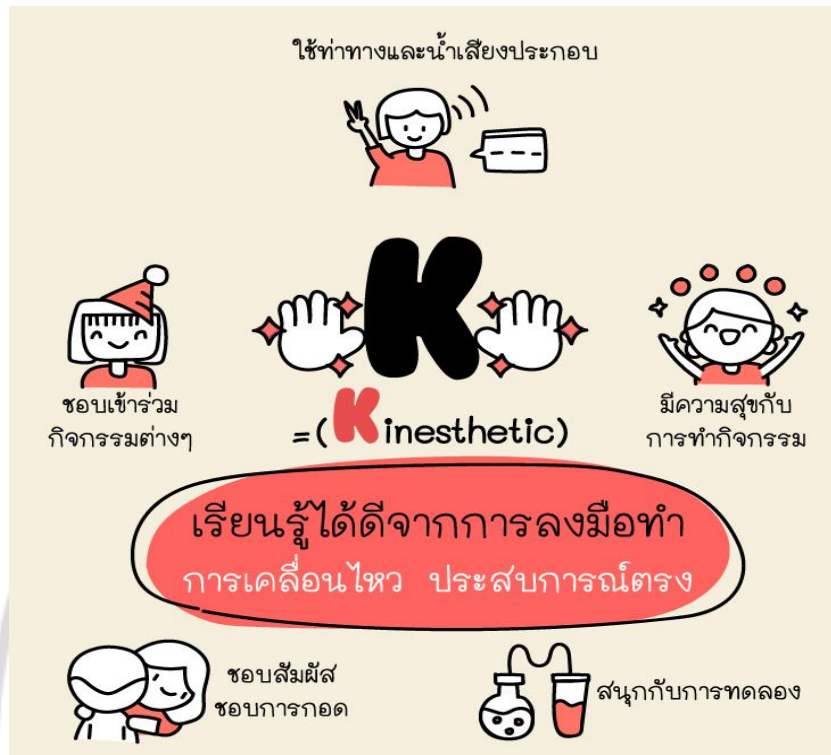 ใช้ท่าทางและน้ำเสียงประกอบ
K
ชอบเข้าร่วม
กิจกรรมต่างๆ
=(Kinesthetic)
มีความสุขกับ
การทำกิจกรรม
เรียนรู้ได้ดีจากการลงมือทำ
การเคลื่อนไหว ประสบการณ์ตรง
ชอบสัมผัส
ชอบการกอด
สนุกกับการทดลอง